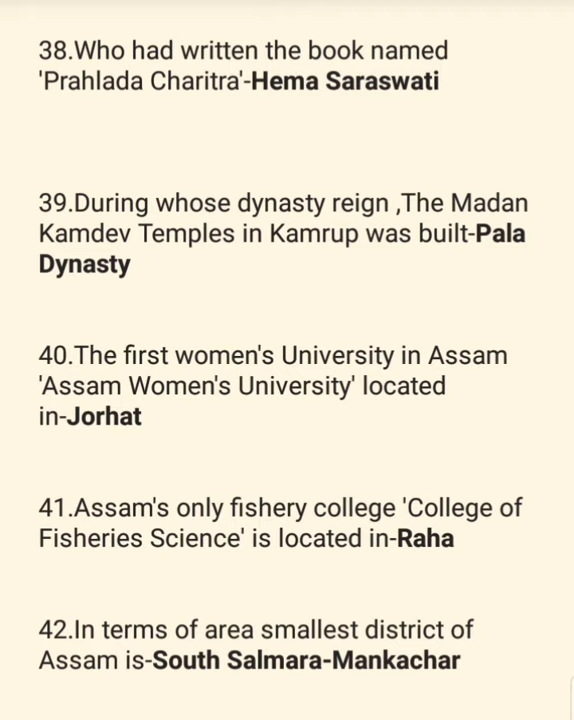 38.Who had written the book named
'Prahlada Charitra'-Hema Saraswati
39.During whose dynasty reign ,The Madan
Kamdev Temples in Kamrup was built-Pala
Dynasty
40.The first women's University in Assam
'Assam Women's University' located
in-Jorhat
41.Assam's only fishery college 'College of
Fisheries Science' is located in-Raha
42.In terms of area smallest district of
Assam is-South Salmara-Mankachar